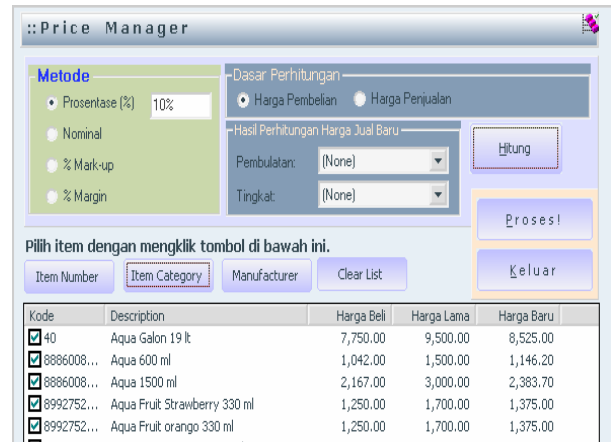 ::Price Manager
Metode
Prosentase (%) 10%
Nominal
% Mark-up
% Margin
Dasar Perhitungan
Harga Pembelian Harga Penjualan
Hasil Perhitungan Harga Jual Baru
Pembulatan: (None)
Tingkat: (None)
Hitung
Proses!
Keluar
Pilih item dengan mengklik tombol di bawah ini.
Item Number Item Category Manufacturer Clear List
Kode Description Harga Beli Harga Lama Harga Baru
40 Aqua Galon 19 lt 7,750.00 9,500.00 8,525.00
8886008... Aqua 600 ml 1,042.00 1,500.00 1,146.20
8886008... Aqua 1500 ml 2,167.00 3,000.00 2,383.70
8992752... Aqua Fruit Strawberry 330 ml 1,250.00 1,700.00 1,375.00
8992752... Aqua Fruit orango 330 ml 1,250.00 1,700.00 1,375.00